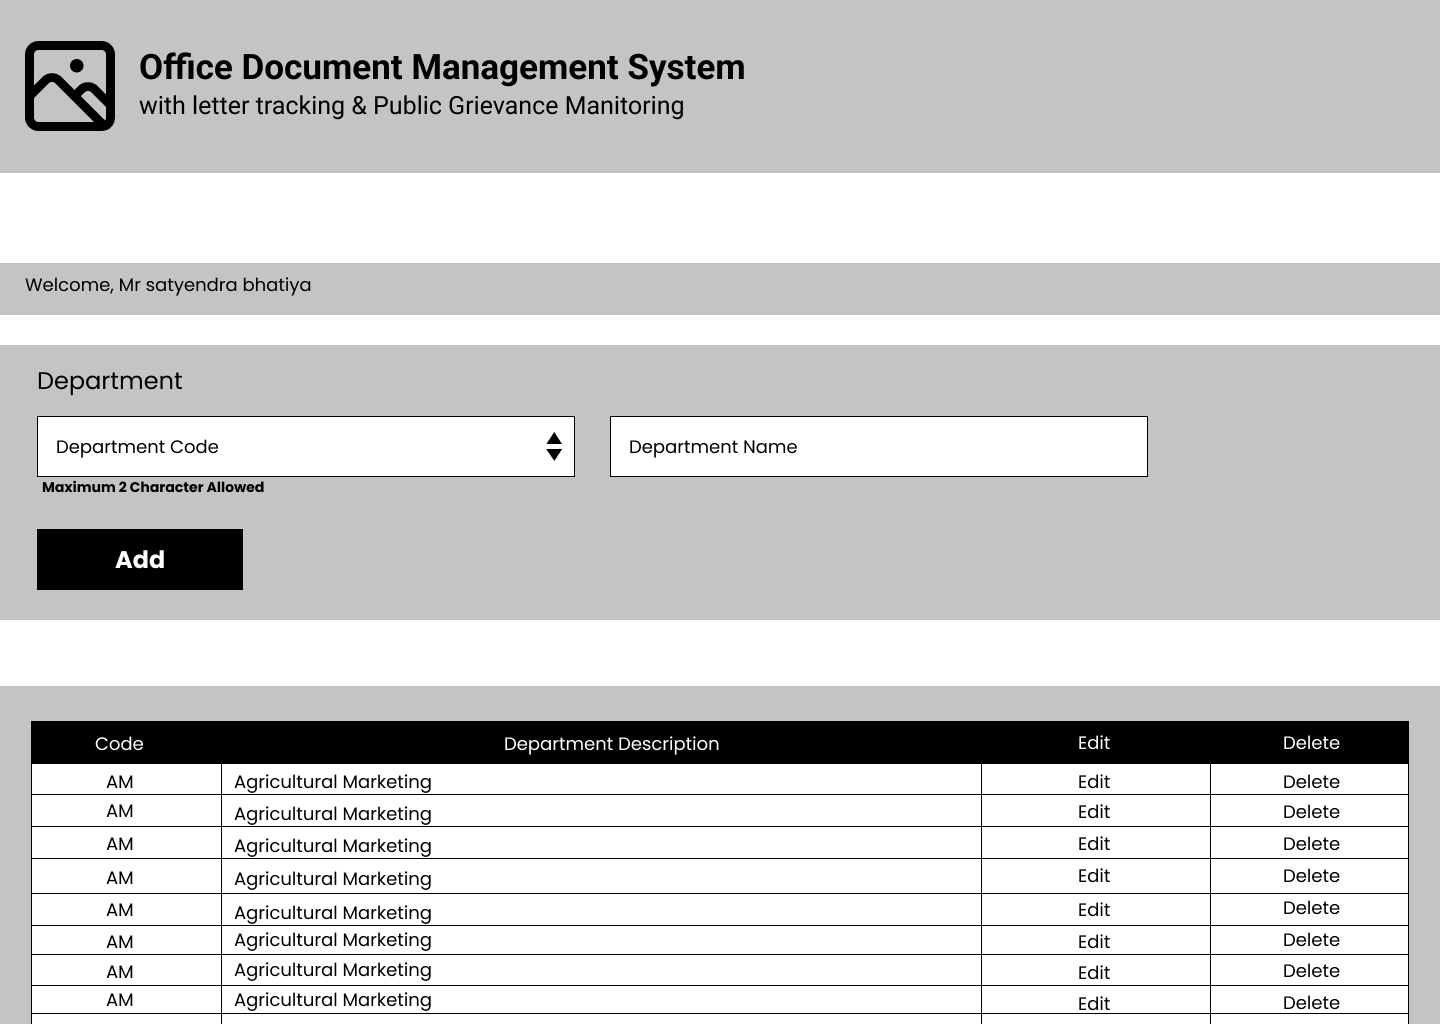 Office Document Management System
with letter tracking & Public Grievance Manitoring
Welcome, Mr satyendra bhatiya
Department
Department Code
Department Name
Maximum 2 Character Allowed
Add
Code Department Description Edit Delete
AM Agricultural Marketing Edit Delete
AM Agricultural Marketing Edit Delete
AM Agricultural Marketing Edit Delete
AM Agricultural Marketing Edit Delete
AM Agricultural Marketing Edit Delete
AM Agricultural Marketing Edit Delete
AM Agricultural Marketing Edit Delete
AM Agricultural Marketing Edit Delete